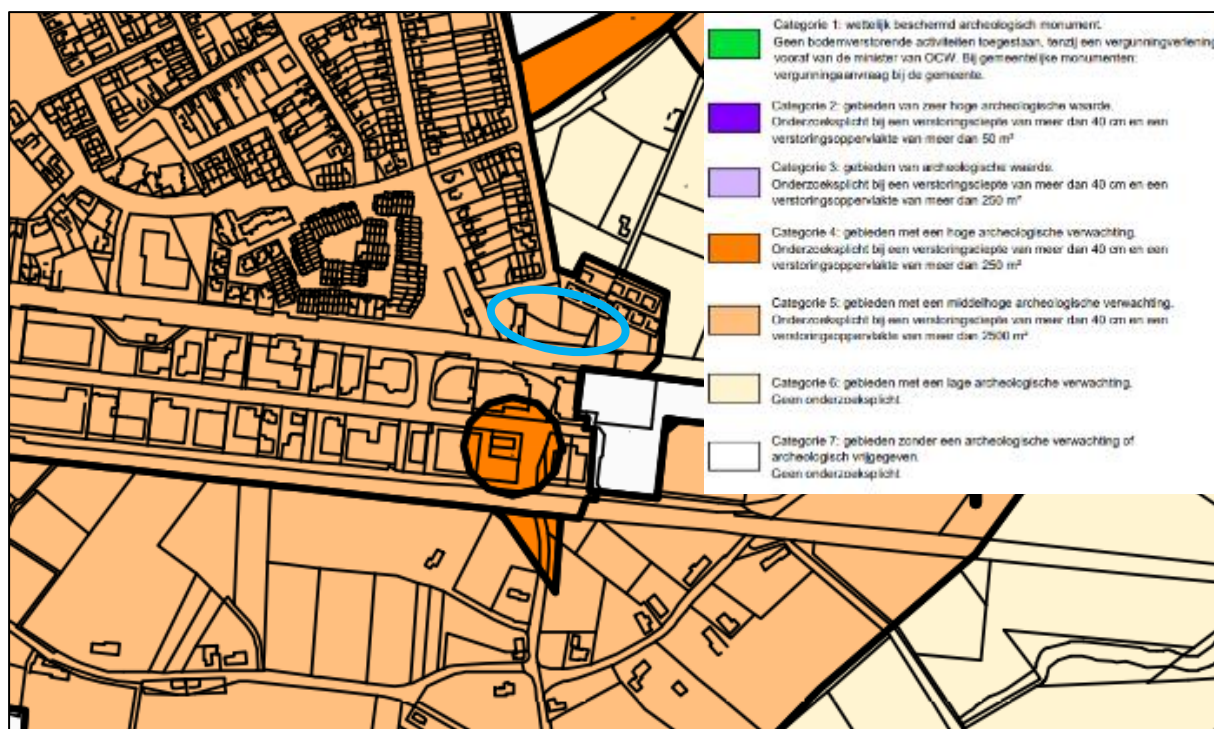 Categorie 1: wettelijk beschermd archeologisch monument.
Geen bodemverstorende activiteiten toegestaan, tenzij een vergunningverlening
vooraf van de minister van OCW. Bij gemeentelijke monumenten:
vergunningaanvraag bij de gemeente.
Categorie 2: gebieden van zeer hoge archeologische waarde.
Onderzoeksplicht bij een verstoringsdiepte van meer dan 40 cm en een
verstoringsoppervlakte van meer dan 50 m²
Categorie 3: gebieden van archeologische waarde.
Onderzoeksplicht bij een verstoringsdiepte van meer dan 40 cm en een
verstoringsoppervlakte van meer dan 250 m²
Categorie 4: gebieden met een hoge archeologische verwachting.
Onderzoeksplicht bij een verstoringsdiepte van meer dan 40 cm en een
verstoringsoppervlakte van meer dan 250 m²
Categorie 5: gebieden met een middelhoge archeologische verwachting.
Onderzoeksplicht bij een verstoringsdiepte van meer dan 40 cm en een
verstoringsoppervlakte van meer dan 2500 m²
Categorie 6: gebieden met een lage archeologische verwachting.
Geen onderzoeksplicht
Categorie 7: gebieden zonder een archeologische verwachting of
archeologisch vrijgegeven.
Geen onderzoeksplicht